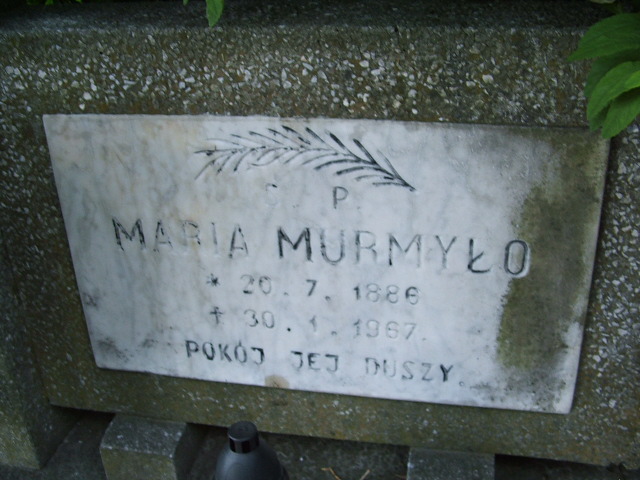 Ś. P.
MARIA MURMYŁO
* 20. 7. 1886
† 30. 1. 1967.
POKÓJ JEJ DUSZY